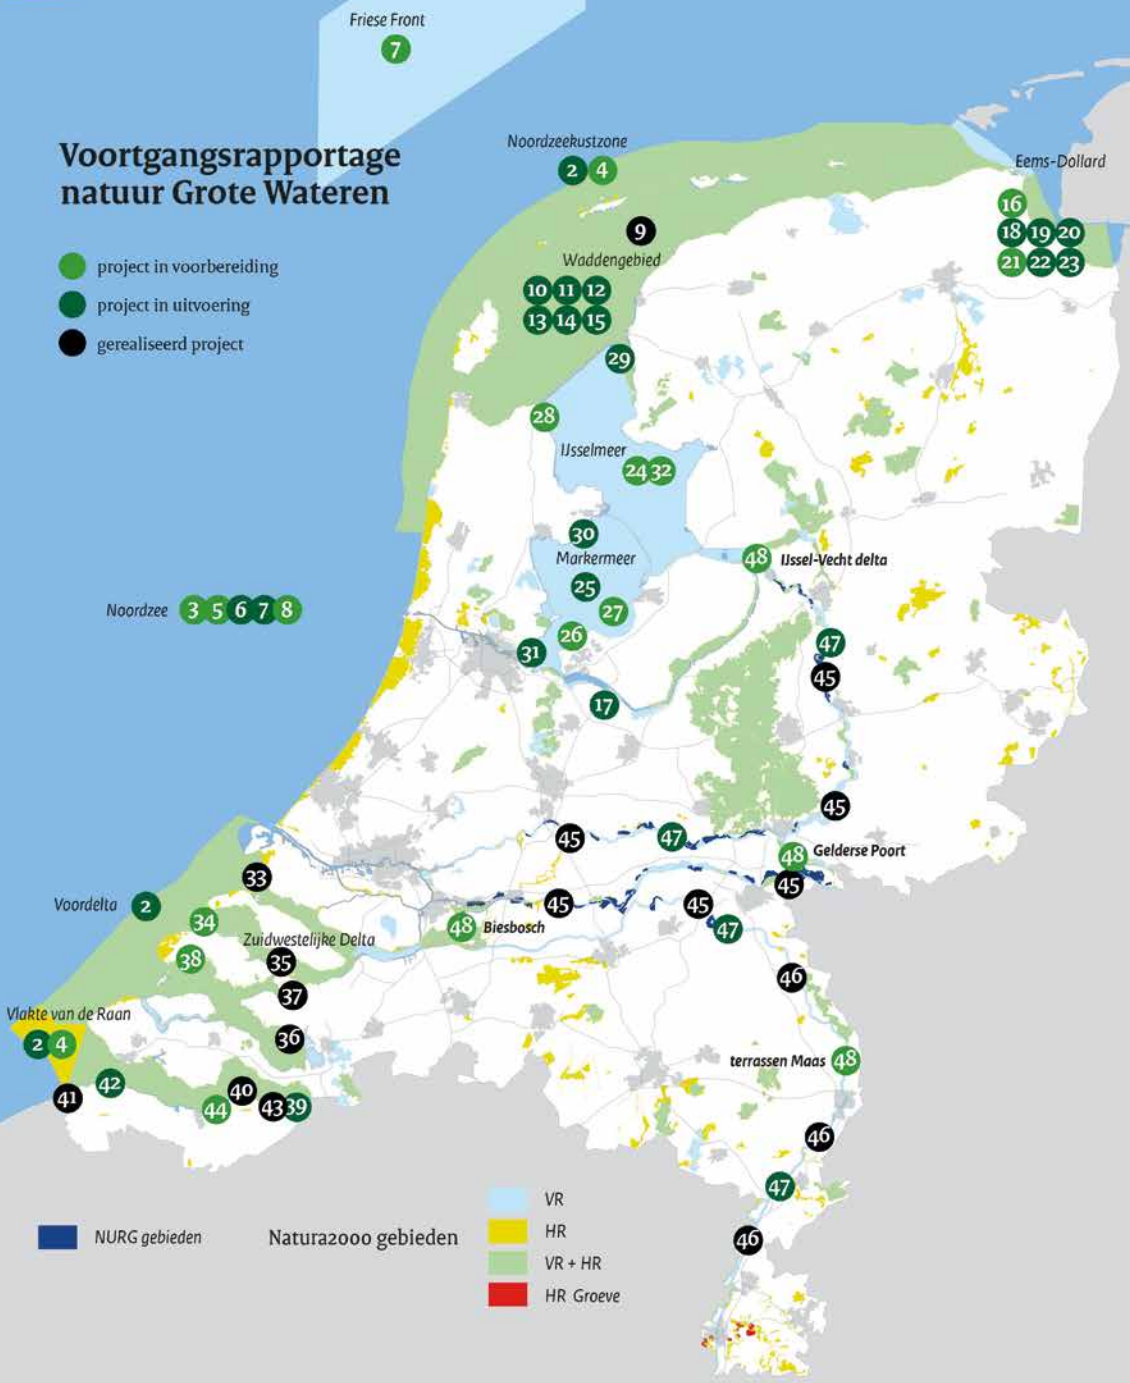 Friese Front
7
Voortgangsrapportage
natuur Grote Wateren
project in voorbereiding
project in uitvoering
gerealiseerd project
Noordzeekustzone
2 4
Eems-Dollard
16
18 19 20
21 22 23
9
Waddengebied
10 11 12
13 14 15
29
28
IJsselmeer
24 32
30
Markermeer
25
27
26
31
17
48 IJssel-Vecht delta
Noordzee 3 5 6 7 8
47
45
45
45
47
48 Gelderse Poort
45
45
45
47
48 Biesbosch
33
Voordelta 2
34
Zuidwestelijke Delta
38
35
37
36
Vlakte van de Raan
2 4
41
42
40
44
43 39
46
terrassen Maas 48
46
47
46
NURG gebieden
Natura2000 gebieden
VR
HR
VR + HR
HR Groeve